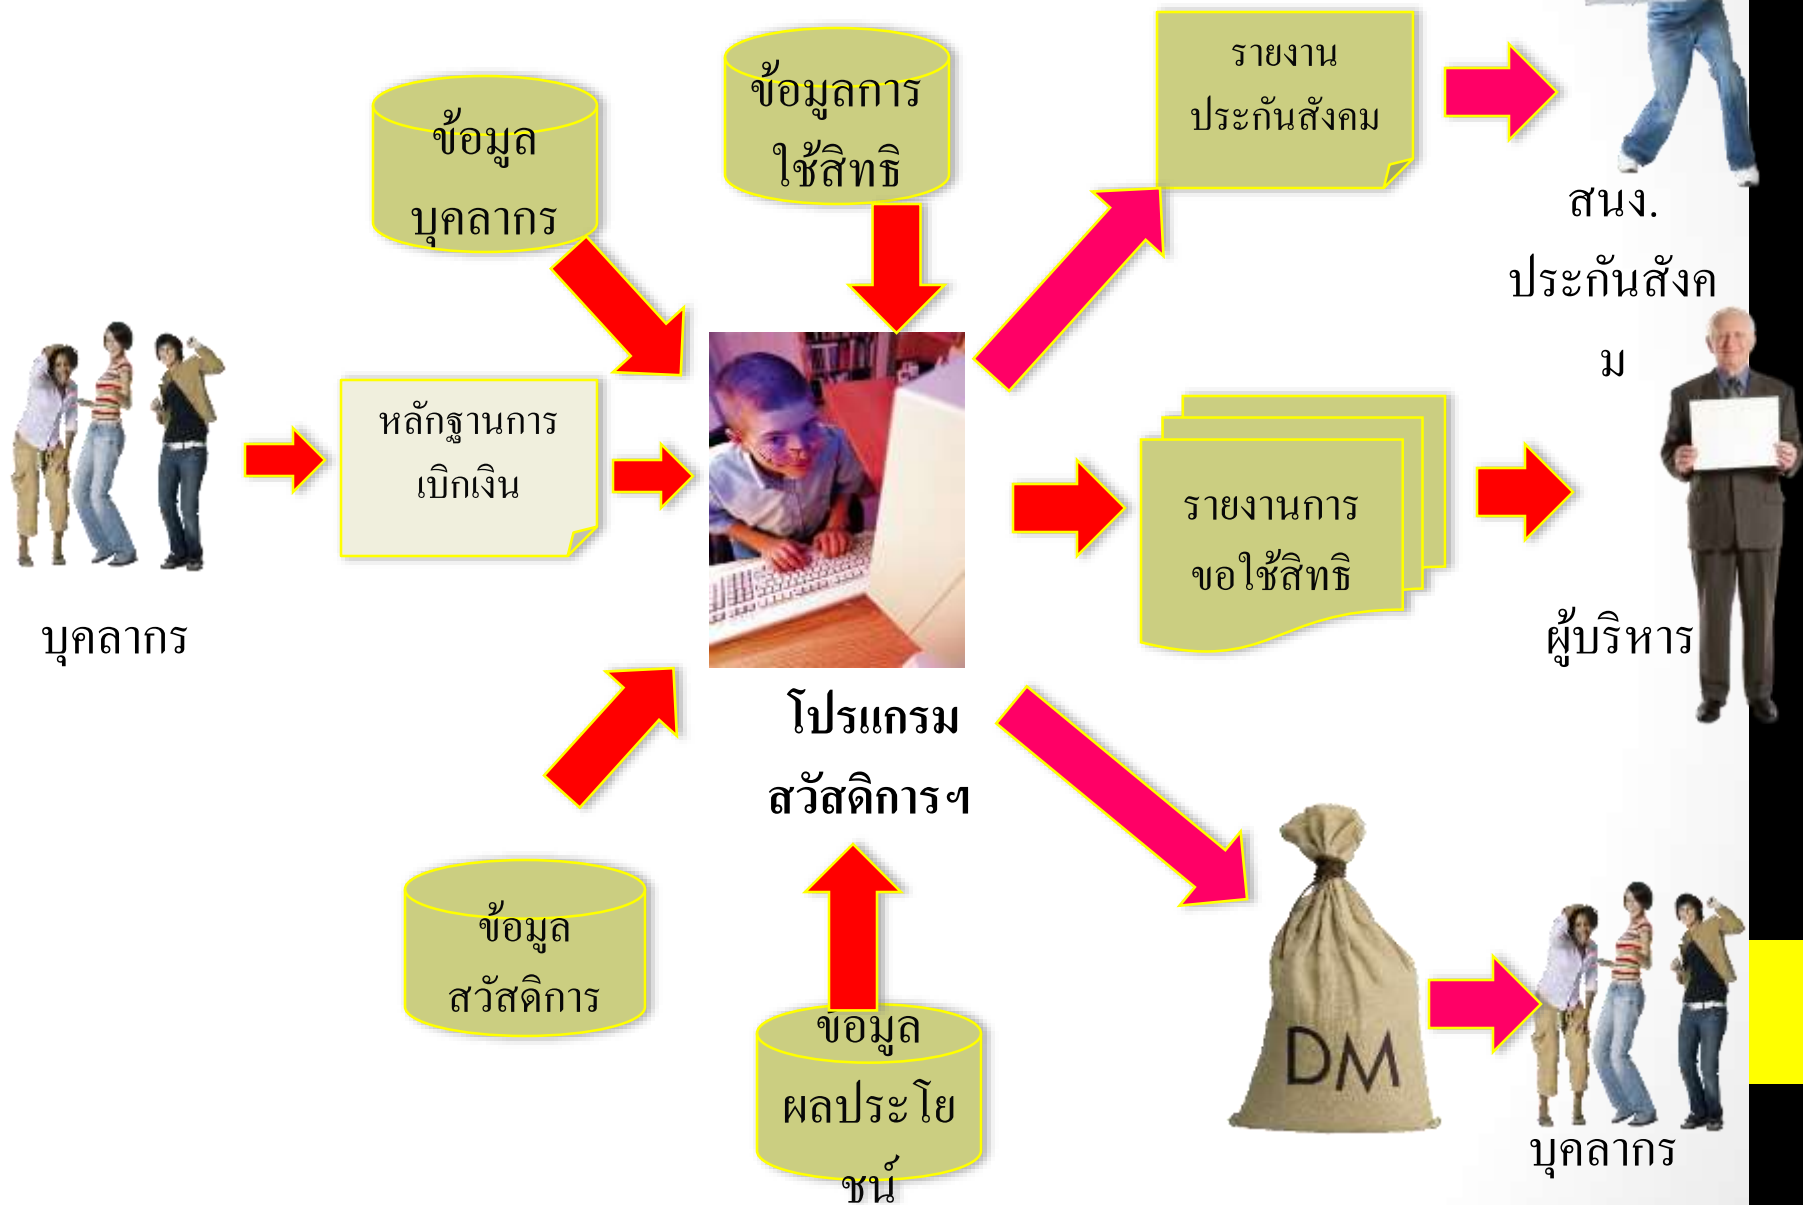 ข้อมูล
บุคลากร
ข้อมูลการ
ใช้สิทธิ
รายงาน
ประกันสังคม
สนง.
ประกันสังค
ม
บุคลากร
หลักฐานการ
เบิกเงิน
โปรแกรม
สวัสดิการฯ
รายงานการ
ขอใช้สิทธิ
ผู้บริหาร
ข้อมูล
สวัสดิการ
ข้อมูล
ผลประโย
ชน์
DM
บุคลากร